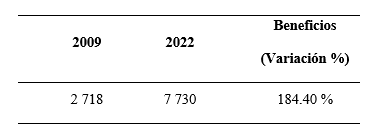 2009 2022 Beneficios (Variación %)
2 718 7 730 184.40 %